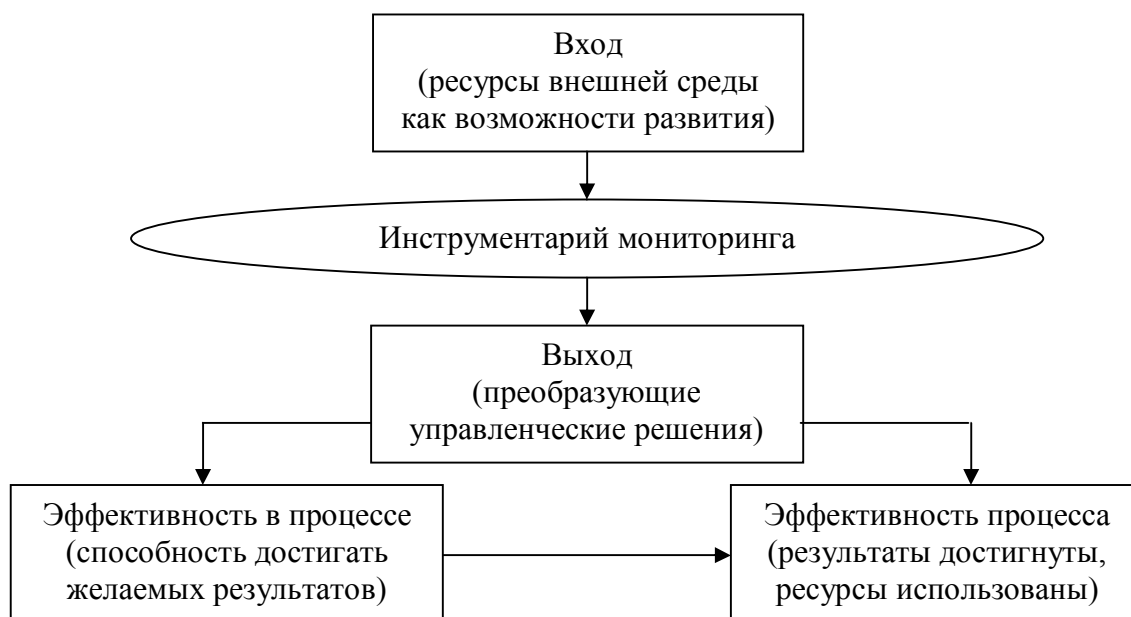 Вход
(ресурсы внешней среды
как возможности развития)
Инструментарий мониторинга
Выход
(преобразующие
управленческие решения)
Эффективность в процессе
(способность достигать
желаемых результатов)
Эффективность процесса
(результаты достигнуты,
ресурсы использованы)